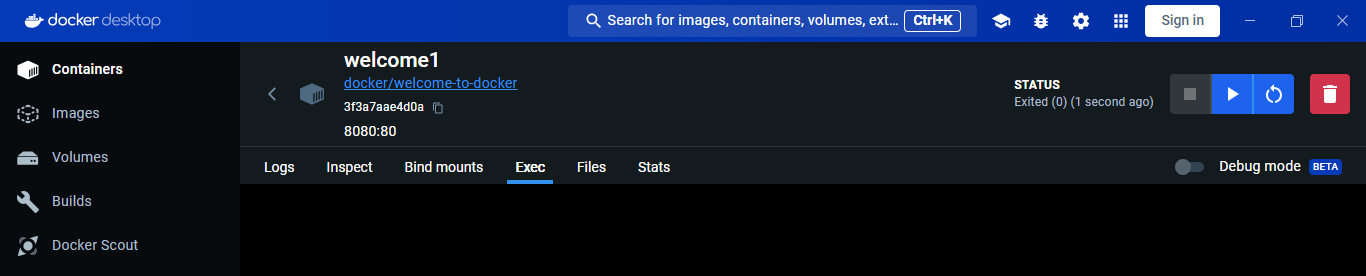 docker desktop
Search for images, containers, volumes, ext... Ctrl+K
Sign in
Containers
Images
Volumes
Builds
Docker Scout
welcome1
docker/welcome-to-docker
3f3a7aae4d0a
8080:80
STATUS
Exited (0) (1 second ago)
Logs Inspect Bind mounts Exec Files Stats
Debug mode BETA